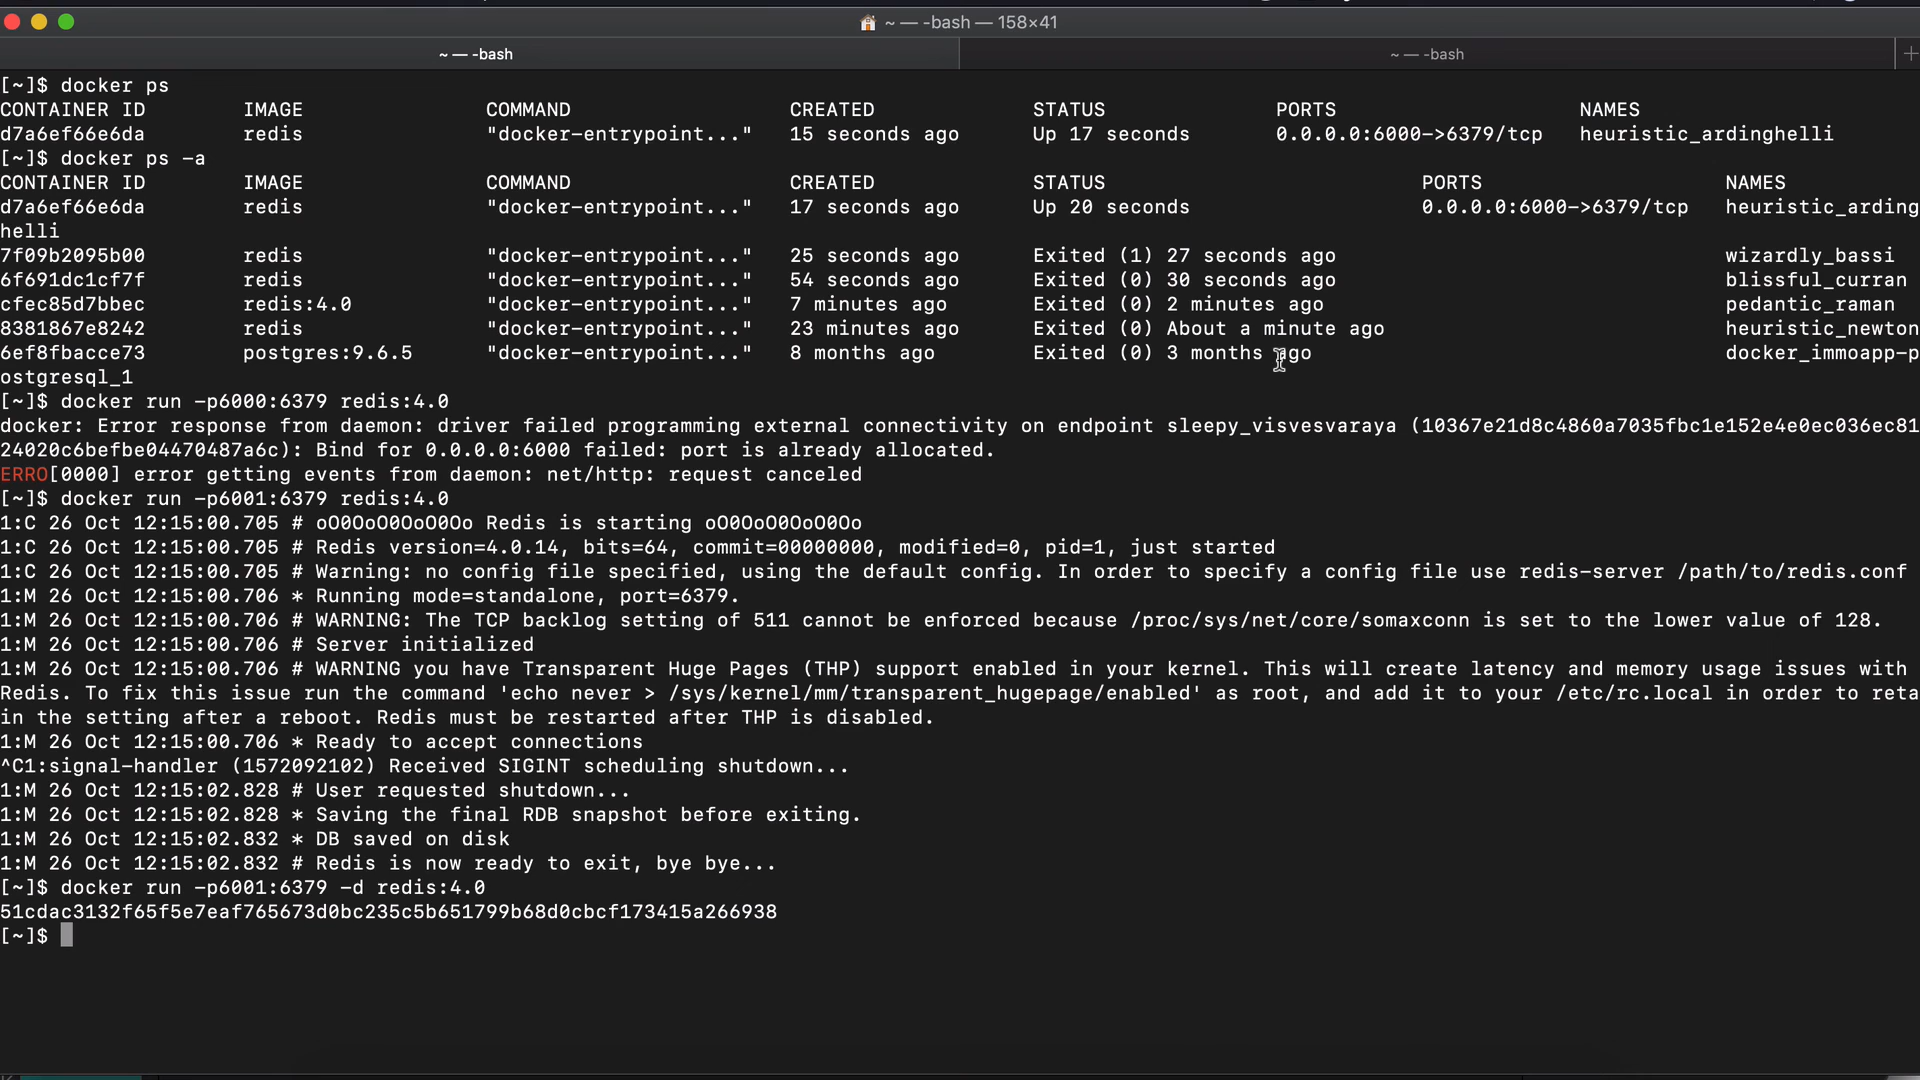 ~ — -bash — 158×41
~ — -bash ~ — -bash
[~]$ docker ps
CONTAINER ID IMAGE COMMAND CREATED STATUS PORTS NAMES
d7a6ef66e6da redis "docker-entrypoint..." 15 seconds ago Up 17 seconds 0.0.0.0:6000->6379/tcp heuristic_ardinghelli
[~]$ docker ps -a
CONTAINER ID IMAGE COMMAND CREATED STATUS PORTS NAMES
d7a6ef66e6da redis "docker-entrypoint..." 17 seconds ago Up 20 seconds 0.0.0.0:6000->6379/tcp heuristic_arding
helli
7f09b2095b00 redis "docker-entrypoint..." 25 seconds ago Exited (1) 27 seconds ago wizardly_bassi
6f691dc1cf7f redis "docker-entrypoint..." 54 seconds ago Exited (0) 30 seconds ago blissful_curran
cfec85d7bbec redis:4.0 "docker-entrypoint..." 7 minutes ago Exited (0) 2 minutes ago pedantic_raman
8381867e8242 redis "docker-entrypoint..." 23 minutes ago Exited (0) About a minute ago heuristic_newton
6ef8fbacce73 postgres:9.6.5 "docker-entrypoint..." 8 months ago Exited (0) 3 months ago docker_immoapp-p
ostgresql_1
[~]$ docker run -p6000:6379 redis:4.0
docker: Error response from daemon: driver failed programming external connectivity on endpoint sleepy_visvesvaraya (10367e21d8c4860a7035fbc1e152e4e0ec036ec81
24020c6befbe04470487a6c): Bind for 0.0.0.0:6000 failed: port is already allocated.
ERRO[0000] error getting events from daemon: net/http: request canceled
[~]$ docker run -p6001:6379 redis:4.0
1:C 26 Oct 12:15:00.705 # oO0OoO0OoO0Oo Redis is starting oO0OoO0OoO0Oo
1:C 26 Oct 12:15:00.705 # Redis version=4.0.14, bits=64, commit=00000000, modified=0, pid=1, just started
1:C 26 Oct 12:15:00.705 # Warning: no config file specified, using the default config. In order to specify a config file use redis-server /path/to/redis.conf
1:M 26 Oct 12:15:00.706 * Running mode=standalone, port=6379.
1:M 26 Oct 12:15:00.706 # WARNING: The TCP backlog setting of 511 cannot be enforced because /proc/sys/net/core/somaxconn is set to the lower value of 128.
1:M 26 Oct 12:15:00.706 # Server initialized
1:M 26 Oct 12:15:00.706 # WARNING you have Transparent Huge Pages (THP) support enabled in your kernel. This will create latency and memory usage issues with
Redis. To fix this issue run the command 'echo never > /sys/kernel/mm/transparent_hugepage/enabled' as root, and add it to your /etc/rc.local in order to reta
in the setting after a reboot. Redis must be restarted after THP is disabled.
1:M 26 Oct 12:15:00.706 * Ready to accept connections
^C1:signal-handler (1572092102) Received SIGINT scheduling shutdown...
1:M 26 Oct 12:15:02.828 # User requested shutdown...
1:M 26 Oct 12:15:02.828 * Saving the final RDB snapshot before exiting.
1:M 26 Oct 12:15:02.832 * DB saved on disk
1:M 26 Oct 12:15:02.832 # Redis is now ready to exit, bye bye...
[~]$ docker run -p6001:6379 -d redis:4.0
51cdac3132f65f5e7eaf765673d0bc235c5b651799b68d0cbcf173415a266938
[~]$